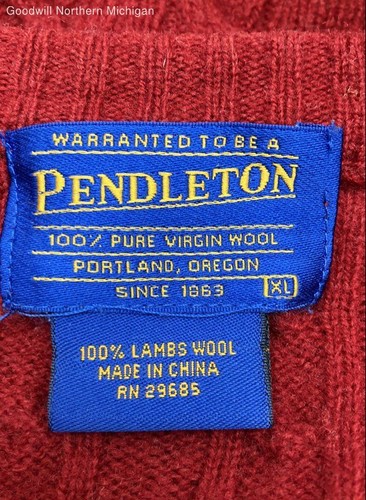 Goodwill Northern Michigan
WARRANTED TO BE A
PENDLETON
100% PURE VIRGIN WOOL
PORTLAND, OREGON
SINCE 1863 XL
100% LAMBS WOOL
MADE IN CHINA
RN 29685